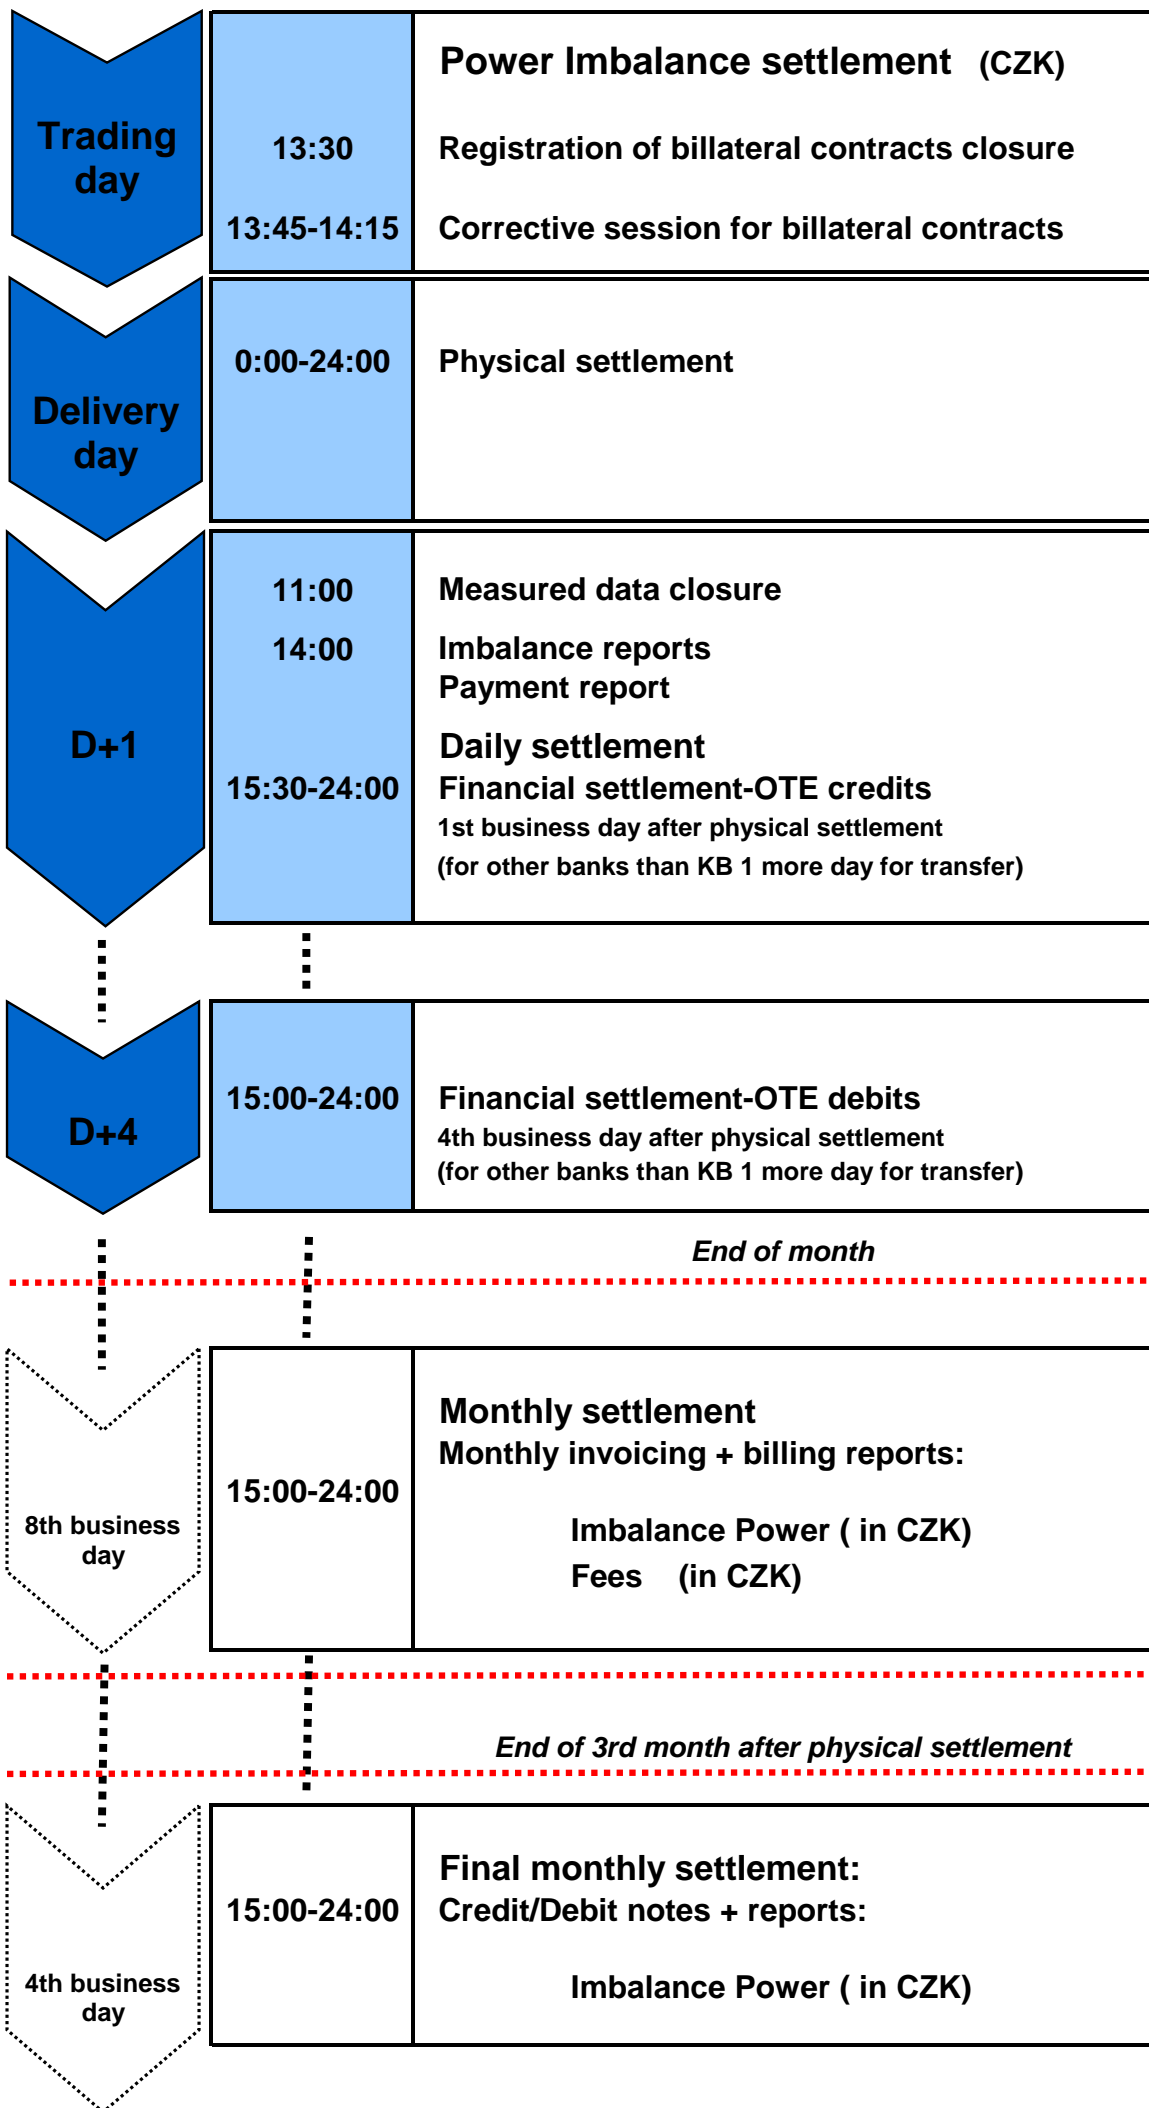 Power Imbalance settlement (CZK)
Trading
day
13:30 Registration of billateral contracts closure
13:45-14:15 Corrective session for billateral contracts
Delivery
day
0:00-24:00 Physical settlement
D+1
11:00 Measured data closure
14:00 Imbalance reports
Payment report
Daily settlement
15:30-24:00 Financial settlement-OTE credits
1st business day after physical settlement
(for other banks than KB 1 more day for transfer)
D+4
15:00-24:00 Financial settlement-OTE debits
4th business day after physical settlement
(for other banks than KB 1 more day for transfer)
End of month
8th business
day
15:00-24:00
Monthly settlement
Monthly invoicing + billing reports:
Imbalance Power ( in CZK)
Fees (in CZK)
End of 3rd month after physical settlement
4th business
day
15:00-24:00
Final monthly settlement:
Credit/Debit notes + reports:
Imbalance Power ( in CZK)